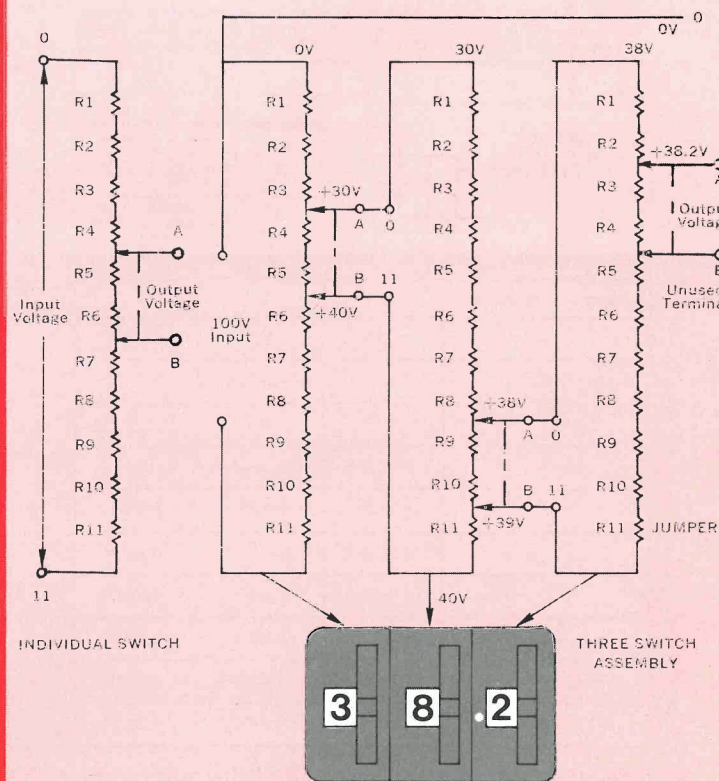 0
0
0V
0V
30V
38V
R1
R2
R3
R4
R5
R6
R7
R8
R9
R10
R11
Input
Voltage
A
Output
Voltage
B
11
INDIVIDUAL SWITCH
100V
Input
R1
R2
R3
R4
R5
R6
R7
R8
R9
R10
R11
+30V
A 0
B 11
+40V
R1
R2
R3
R4
R5
R6
R7
R8
R9
R10
R11
+38V
A 0
B 11
+39V
40V
R1
R2
R3
R4
R5
R6
R7
R8
R9
R10
R11 JUMPER
+38.2V
A
Voltage
Unused
THREE SWITCH
ASSEMBLY
3 8 .2